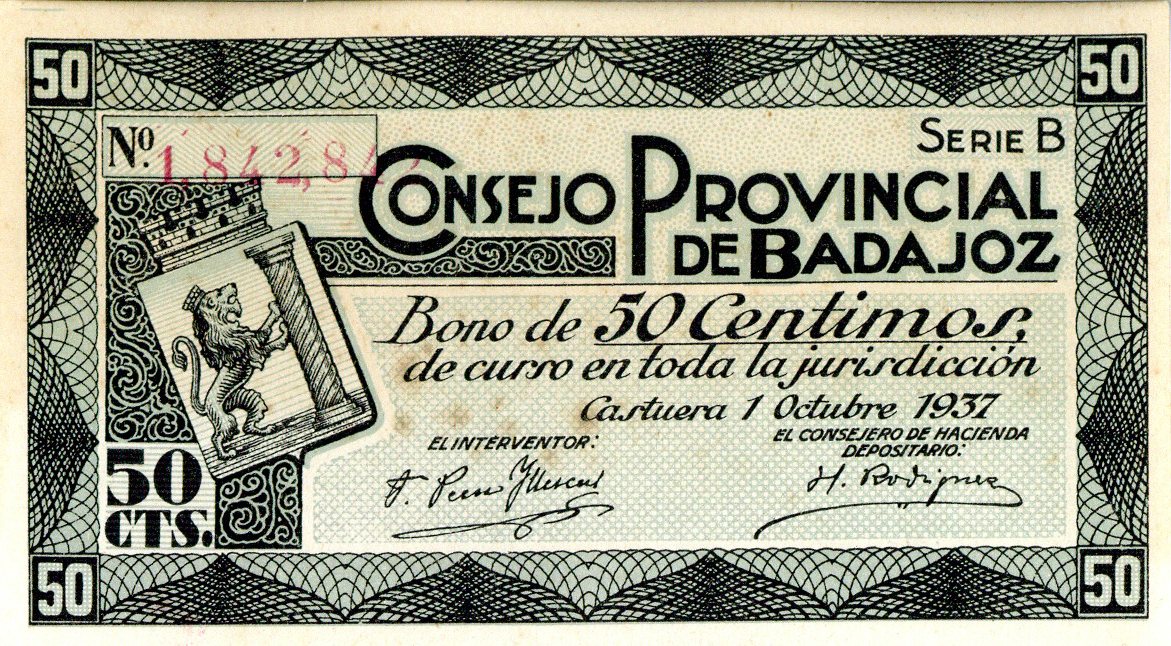 50 50
Nº.
SERIE B
CONSEJO PROVINCIAL
DE BADAJOZ
Bono de 50 Centimos,
de curso en toda la jurisdicción
Castuera 1 Octubre 1937
EL INTERVENTOR:
EL CONSEJERO DE HACIENDA
DEPOSITARIO:
H. Rodriguez
50
CTS.
50 50